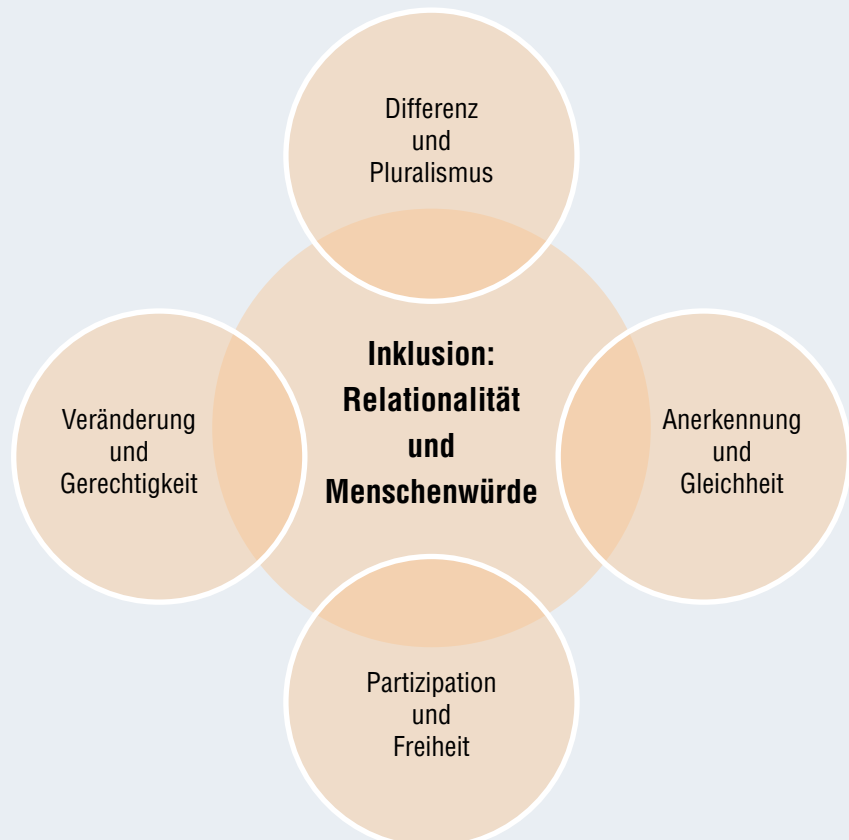 Differenz
und
Pluralismus
Inklusion:
Relationalität
und
Menschenwürde
Veränderung
und
Gerechtigkeit
Anerkennung
und
Gleichheit
Partizipation
und
Freiheit